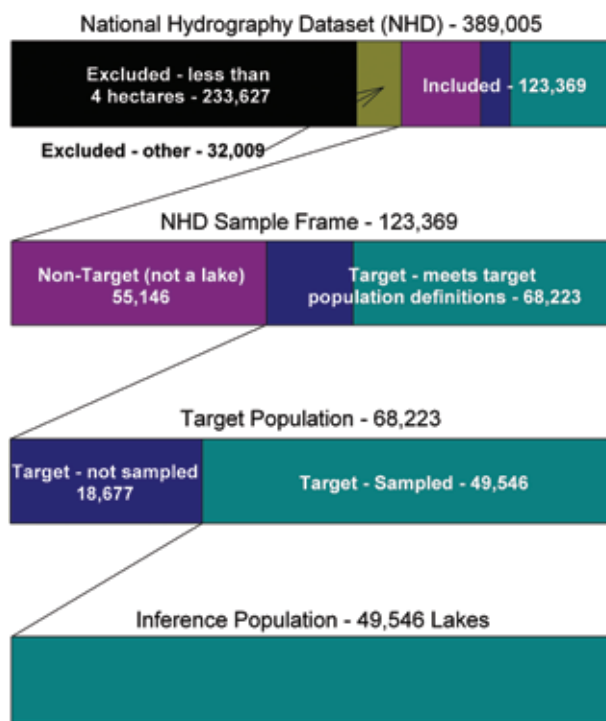 National Hydrography Dataset (NHD) - 389,005
Excluded - less than
4 hectares - 233,627
Included - 123,369
Excluded - other - 32,009
NHD Sample Frame - 123,369
Non-Target (not a lake)
55,146
Target - meets target
population definitions - 68,223
Target Population - 68,223
Target - not sampled
18,677
Target - Sampled - 49,546
Inference Population - 49,546 Lakes